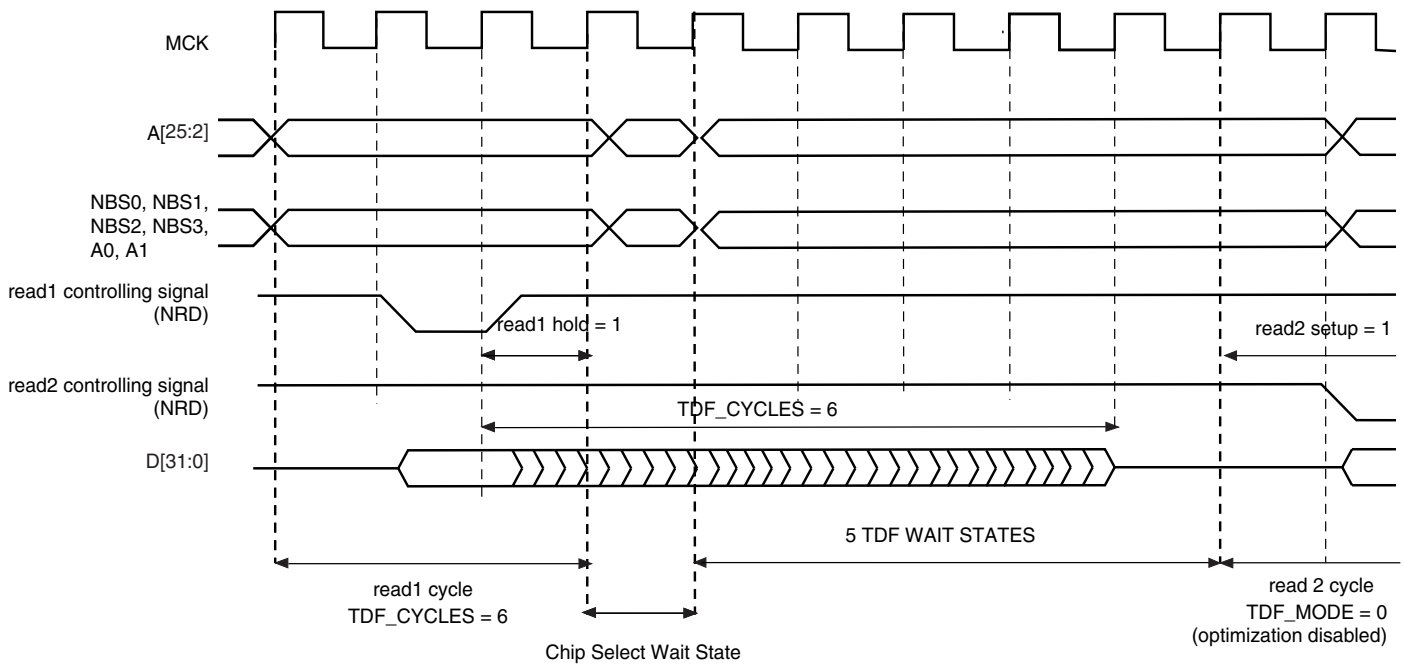 MCK
A[25:2]
NBS0, NBS1,
NBS2, NBS3,
A0, A1
read1 controlling signal
(NRD)
read1 hold = 1
read2 setup = 1
read2 controlling signal
(NRD)
TDF_CYCLES = 6
D[31:0]
5 TDF WAIT STATES
read1 cycle
TDF_CYCLES = 6
Chip Select Wait State
read 2 cycle
TDF_MODE = 0
(optimization disabled)